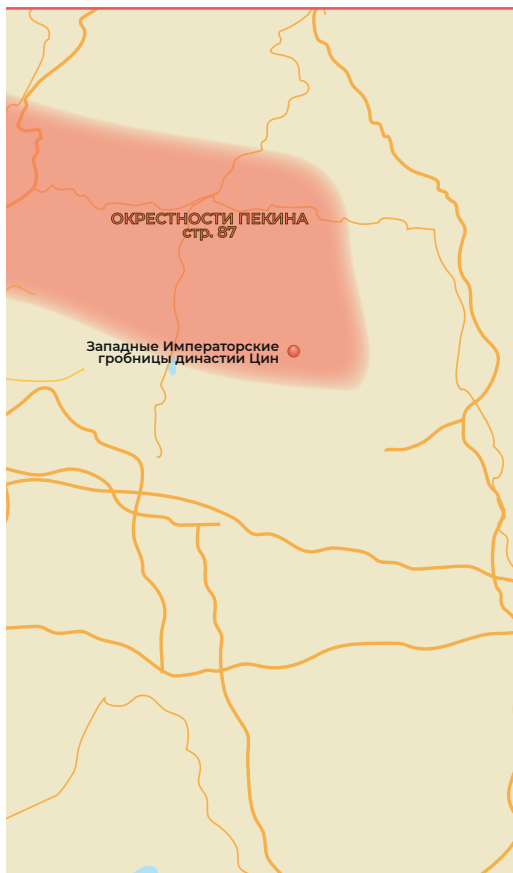 ОКРЕСТНОСТИ ПЕКИНА
стр. 87
Западные Императорские
гробницы династии Цин